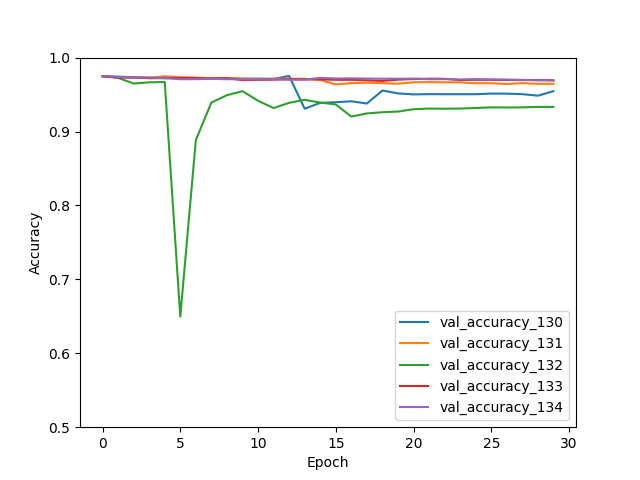 1.0
0.9
0.8
0.7
0.6
0.5
Accuracy
0 5 10 15 20 25 30
Epoch
val_accuracy_130
val_accuracy_131
val_accuracy_132
val_accuracy_133
val_accuracy_134